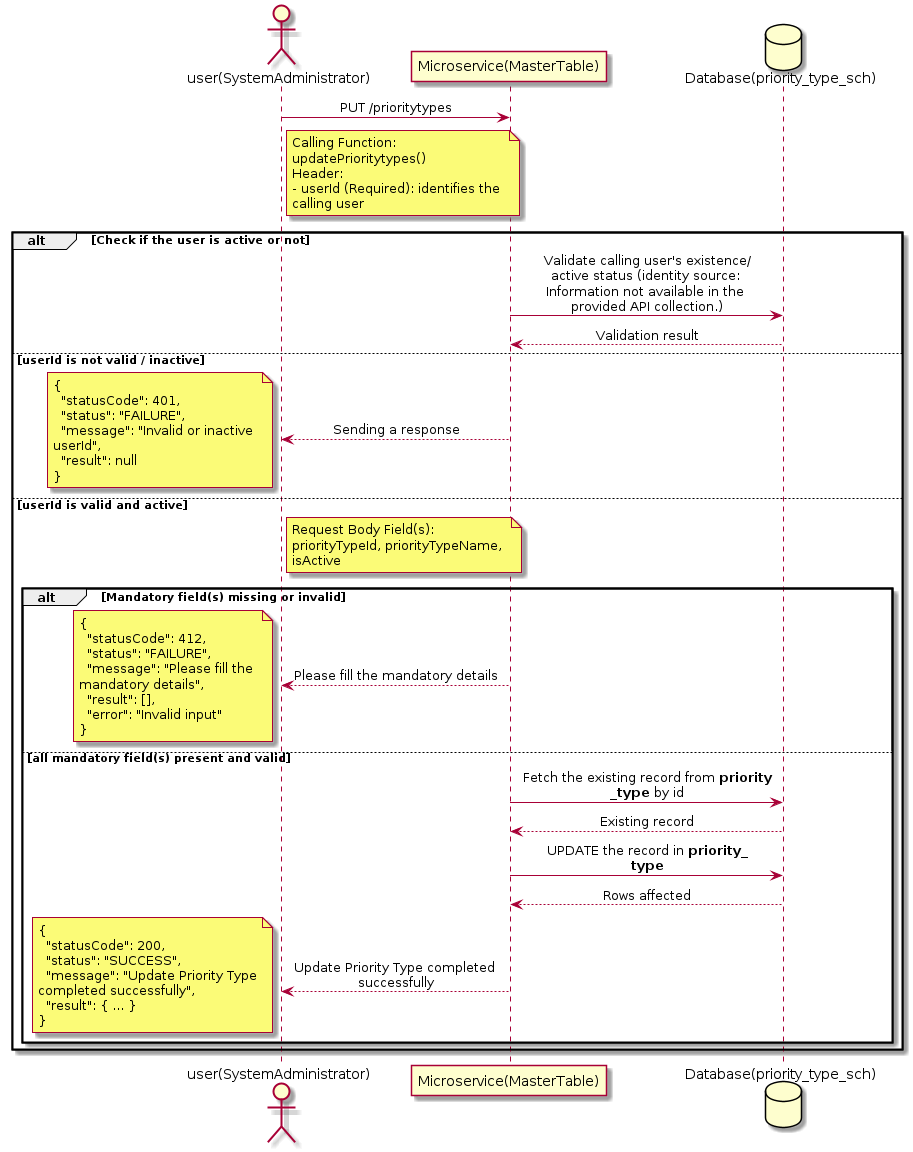 user(SystemAdministrator)
Microservice(MasterTable)
Database(priority_type_sch)
PUT /prioritytypes
Calling Function:
updatePrioritytypes()
Header:
- userId (Required): identifies the
calling user
alt
[Check if the user is active or not]
Validate calling user's existence/
active status (identity source:
Information not available in the
provided API collection.)
Validation result
[userId is not valid / inactive]
{
"statusCode": 401,
"status": "FAILURE",
"message": "Invalid or inactive
userId",
"result": null
}
Sending a response
[userId is valid and active]
Request Body Field(s):
priorityTypeId, priorityTypeName,
isActive
alt
[Mandatory field(s) missing or invalid]
{
"statusCode": 412,
"status": "FAILURE",
"message": "Please fill the
mandatory details",
"result": [],
"error": "Invalid input"
}
Please fill the mandatory details
[all mandatory field(s) present and valid]
Fetch the existing record from priority
_type by id
Existing record
UPDATE the record in priority_
type
Rows affected
{
"statusCode": 200,
"status": "SUCCESS",
"message": "Update Priority Type
completed successfully",
"result": { ... }
}
Update Priority Type completed
successfully
user(SystemAdministrator)
Microservice(MasterTable)
Database(priority_type_sch)